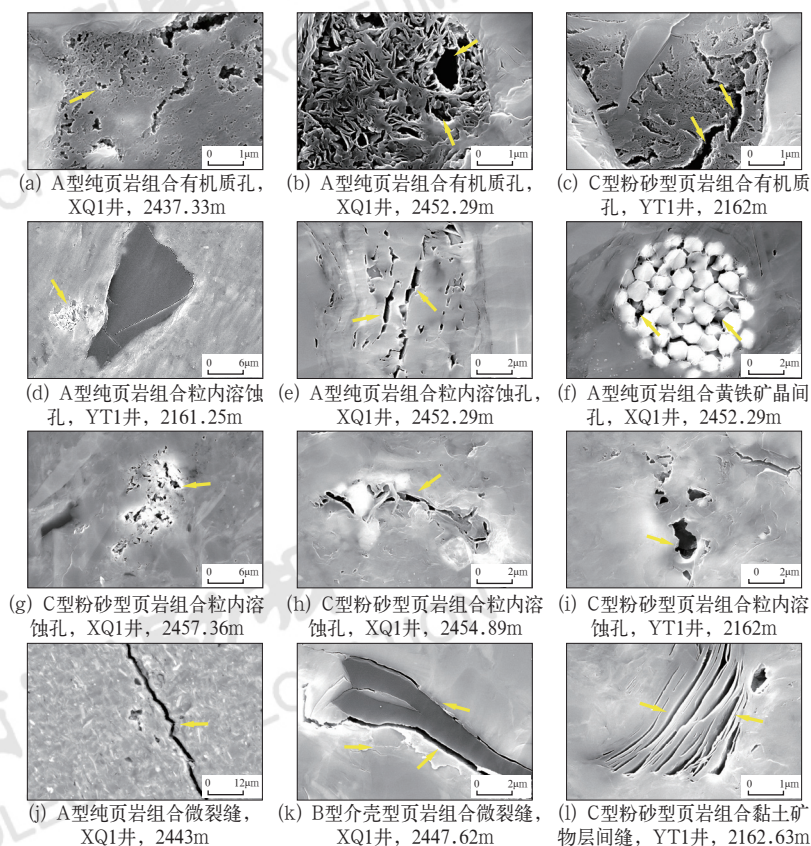 0 1μm
0 1μm
0 1μm
(a) A型纯页岩组合有机质孔，
XQ1井，2437.33m
(b) A型纯页岩组合有机质孔，
XQ1井，2452.29m
(c) C型粉砂型页岩组合有机质
孔，YT1井，2162m
0 6μm
0 2μm
0 2μm
(d) A型纯页岩组合粒内溶蚀
孔，YT1井，2161.25m
(e) A型纯页岩组合粒内溶蚀孔，
XQ1井，2452.29m
(f) A型纯页岩组合黄铁矿晶间
孔，XQ1井，2452.29m
0 6μm
0 2μm
0 2μm
(g) C型粉砂型页岩组合粒内溶
蚀孔，XQ1井，2457.36m
(h) C型粉砂型页岩组合粒内溶
蚀孔，XQ1井，2454.89m
(i) C型粉砂型页岩组合粒内溶
蚀孔，YT1井，2162m
0 12μm
0 2μm
0 1μm
(j) A型纯页岩组合微裂缝，
XQ1井，2443m
(k) B型介壳型页岩组合微裂缝，
XQ1井，2447.62m
(l) C型粉砂型页岩组合黏土矿
物层间缝，YT1井，2162.63m